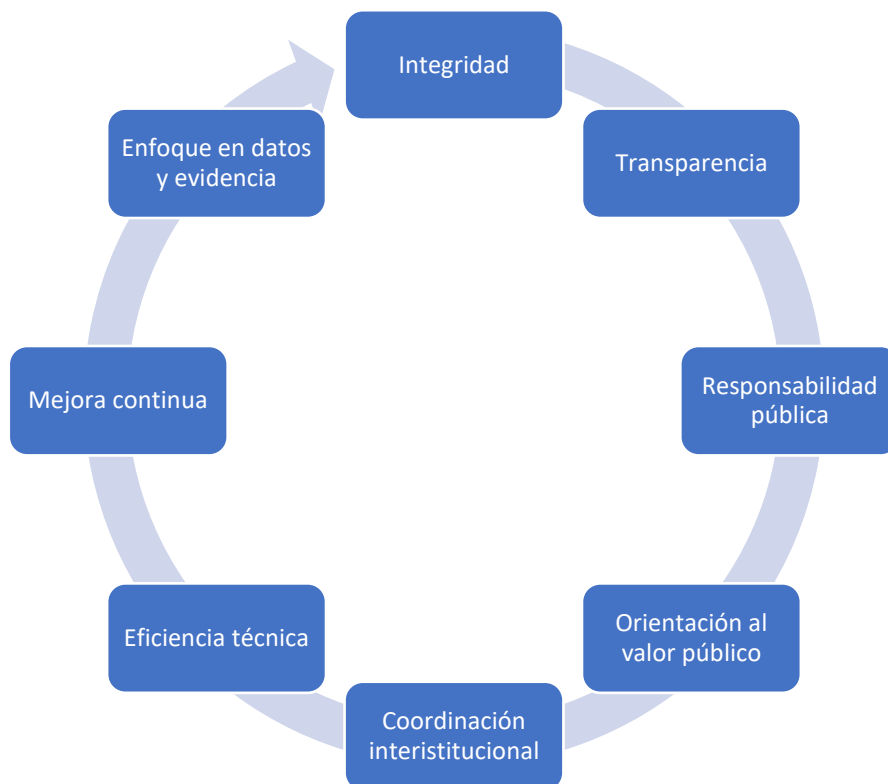 Integridad
Transparencia
Responsabilidad
pública
Orientación al
valor público
Coordinación
interistitucional
Eficiencia técnica
Mejora continua
Enfoque en datos
y evidencia